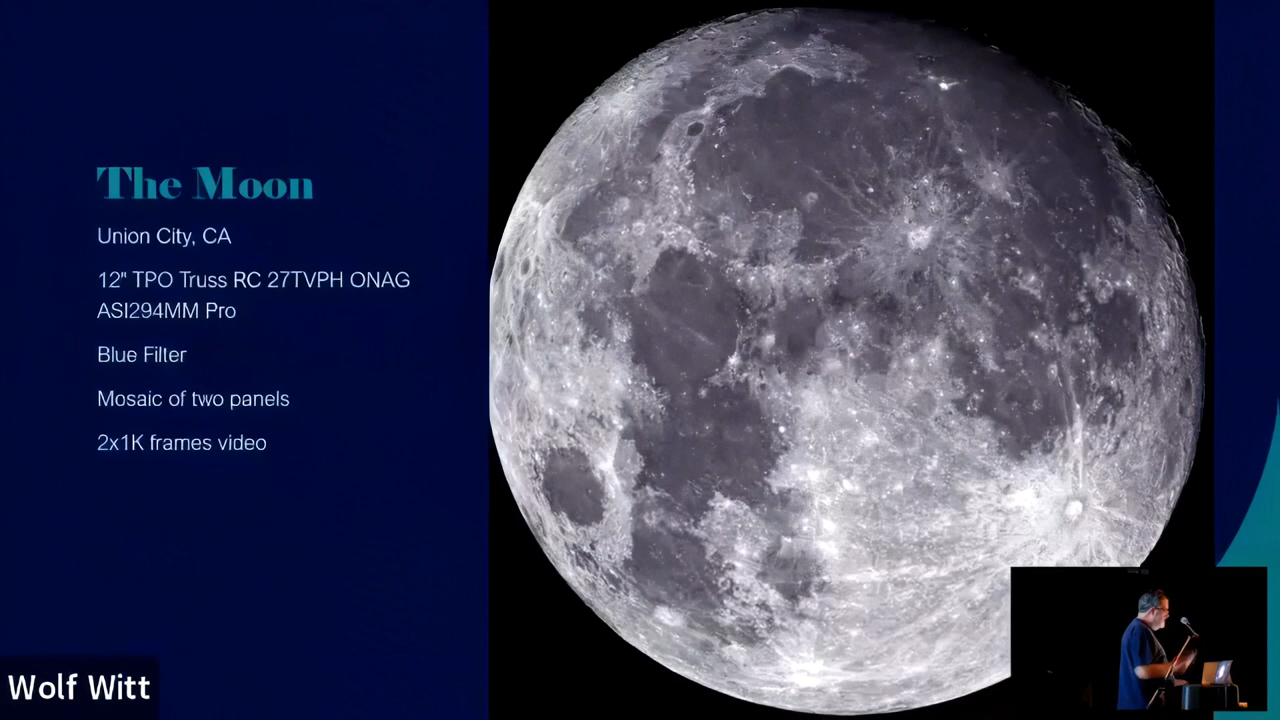 The Moon
Union City, CA
12" TPO Truss RC 27TVPH ONAG
ASI294MM Pro
Blue Filter
Mosaic of two panels
2x1K frames video
Wolf Witt